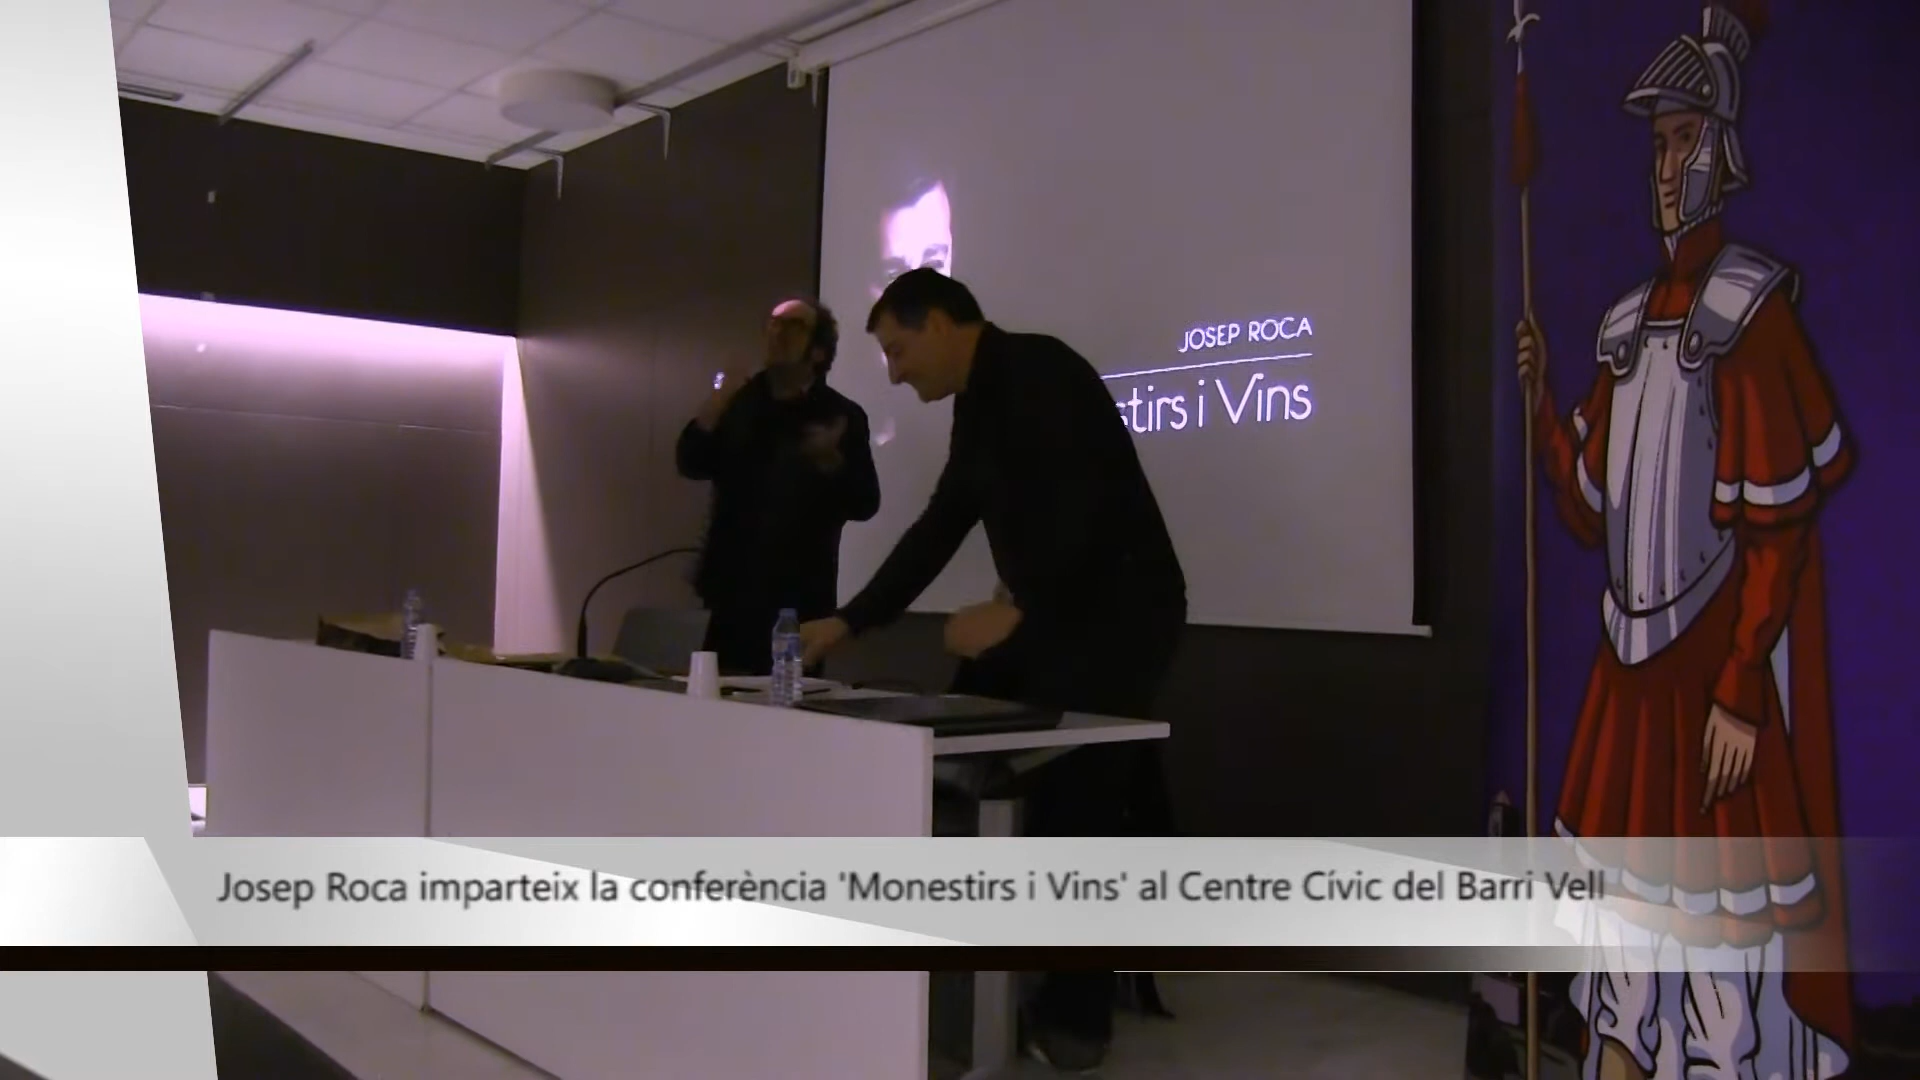 JOSEP ROCA
stirs i Vins
Josep Roca imparteix la conferència 'Monestirs i Vins' al Centre Cívic del Barri Vell